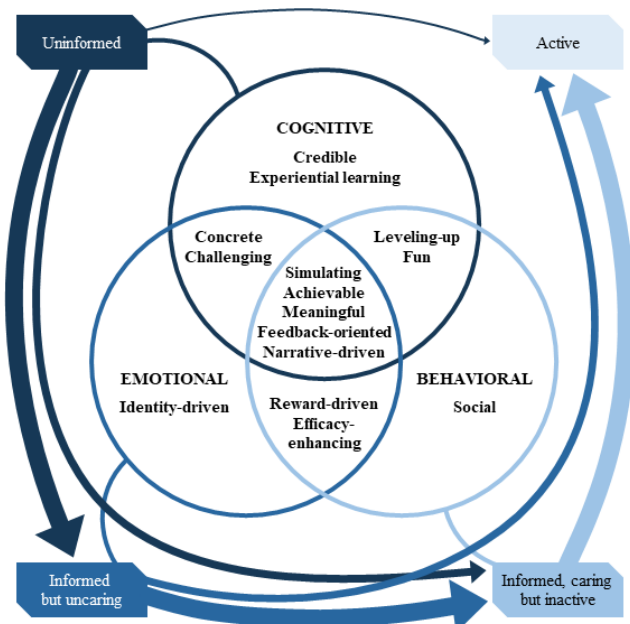 Uninformed
Active
COGNITIVE
Credible
Experiential learning
Concrete
Challenging
Leveling-up
Fun
Simulating
Achievable
Meaningful
Feedback-oriented
Narrative-driven
EMOTIONAL
Identity-driven
BEHAVIORAL
Social
Reward-driven
Efficacy-
enhancing
Informed
but uncaring
Informed, caring
but inactive